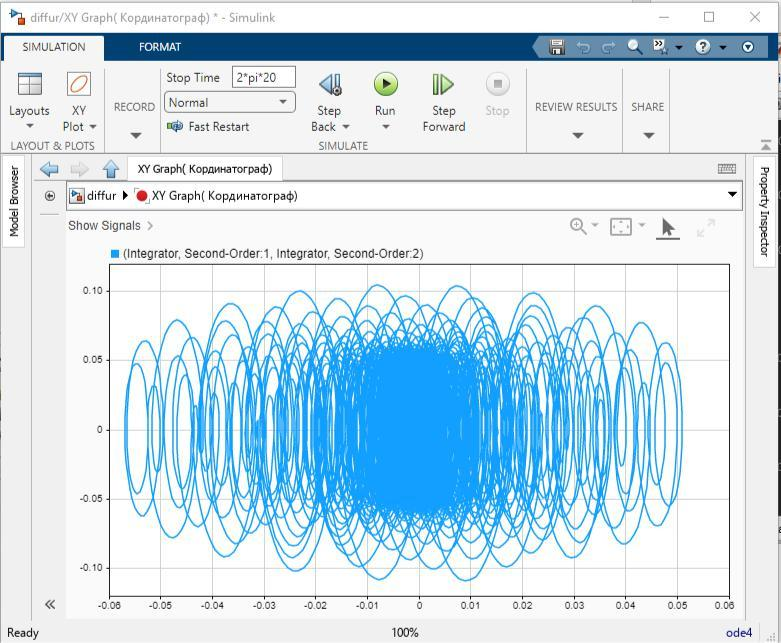 diffur/XY Graph( Кординатограф) * - Simulink
SIMULATION
FORMAT
Layouts
XY
Plot
RECORD
Stop Time 2*pi*20
Normal
Fast Restart
Step
Back
Run
Step
Forward
Stop
REVIEW RESULTS
SHARE
LAYOUT & PLOTS
SIMULATE
XY Graph( Кординатограф)
Model Browser
Property Inspector
diffur
XY Graph( Кординатограф)
Show Signals
(Integrator, Second-Order:1, Integrator, Second-Order:2)
0.10
0.05
0
-0.05
-0.10
-0.06 -0.05 -0.04 -0.03 -0.02 -0.01 0 0.01 0.02 0.03 0.04 0.05 0.06
Ready
100%
ode4